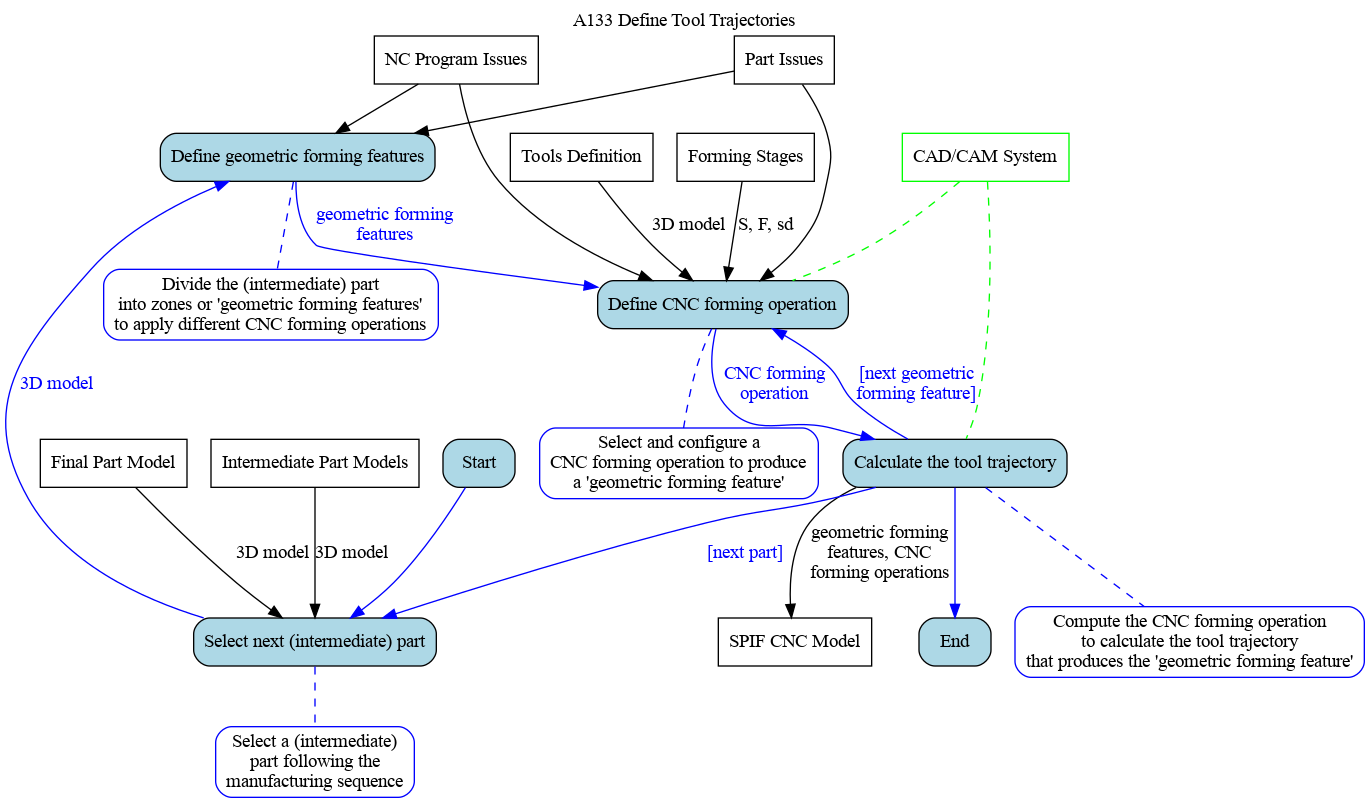 A133 Define Tool Trajectories
NC Program Issues
Part Issues
Define geometric forming features
Tools Definition
Forming Stages
CAD/CAM System
geometric forming
features
3D model
S, F, sd
Divide the (intermediate) part
into zones or 'geometric forming features'
to apply different CNC forming operations
Define CNC forming operation
3D model
CNC forming
operation
[next geometric
forming feature]
Final Part Model
Intermediate Part Models
Start
Select and configure a
CNC forming operation to produce
a 'geometric forming feature'
Calculate the tool trajectory
3D model
3D model
[next part]
geometric forming
features, CNC
forming operations
Select next (intermediate) part
SPIF CNC Model
End
Compute the CNC forming operation
to calculate the tool trajectory
that produces the 'geometric forming feature'
Select a (intermediate)
part following the
manufacturing sequence